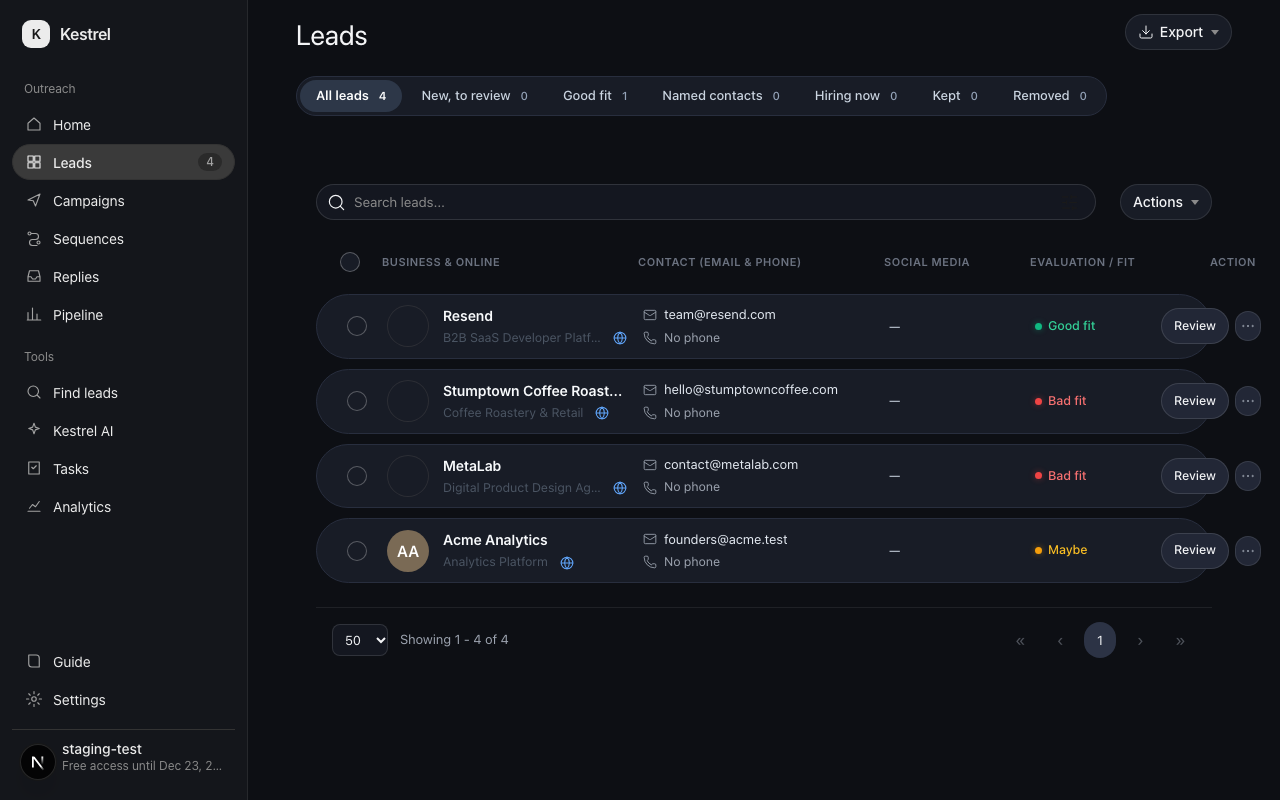 K Kestrel
Outreach
Home
Leads 4
Campaigns
Sequences
Replies
Pipeline
Tools
Find leads
Kestrel AI
Tasks
Analytics
Guide
Settings
N staging-test
Free access until Dec 23, 2...
Leads
Export
All leads 4 New, to review 0 Good fit 1 Named contacts 0 Hiring now 0 Kept 0 Removed 0
Search leads...
Actions
BUSINESS & ONLINE CONTACT (EMAIL & PHONE) SOCIAL MEDIA EVALUATION / FIT ACTION
Resend team@resend.com — Good fit Review ...
B2B SaaS Developer Platf... No phone
Stumptown Coffee Roast... hello@stumptowncoffee.com — Bad fit Review ...
Coffee Roastery & Retail No phone
MetaLab contact@metalab.com — Bad fit Review ...
Digital Product Design Ag... No phone
AA Acme Analytics founders@acme.test — Maybe Review ...
Analytics Platform No phone
50 Showing 1 - 4 of 4 « ‹ 1 › »